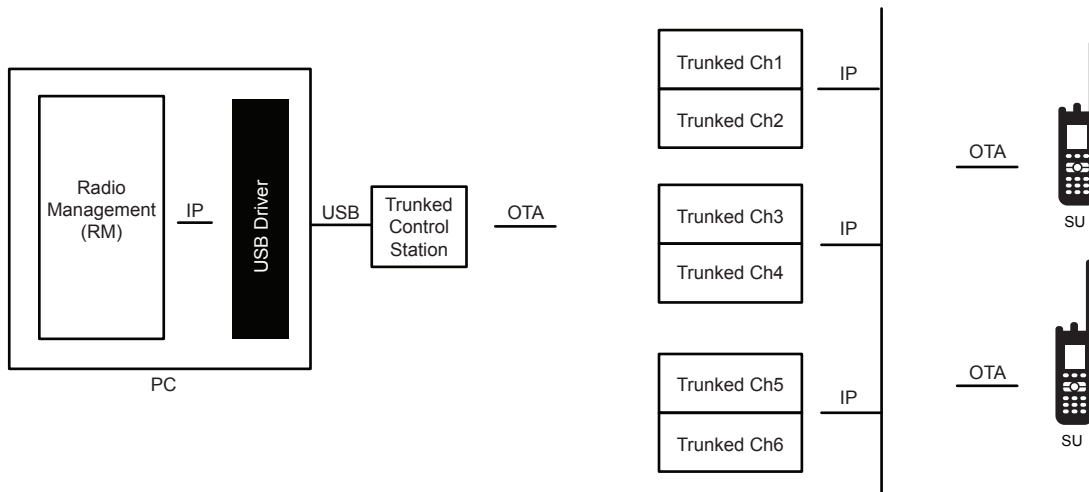 Radio
Management
(RM)
IP
USB Driver
PC
USB
Trunked
Control
Station
OTA
Trunked Ch1
Trunked Ch2
IP
Trunked Ch3
Trunked Ch4
IP
Trunked Ch5
Trunked Ch6
IP
OTA
SU
OTA
SU